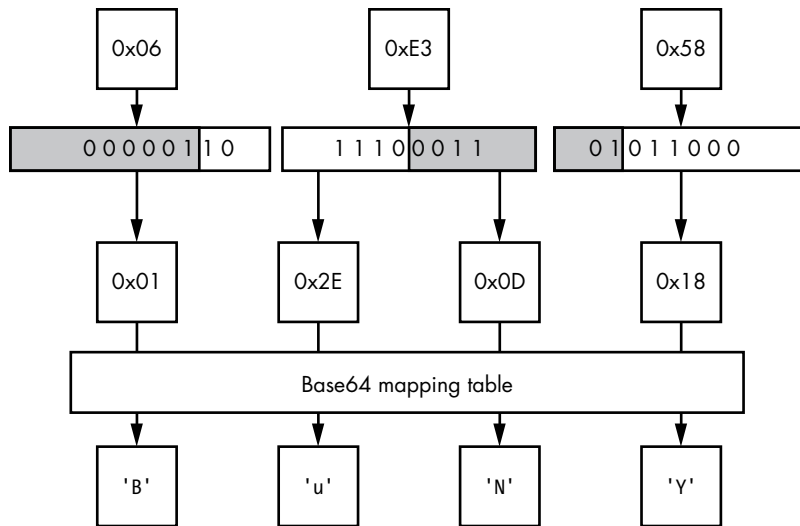 0x06 0xE3 0x58
0 0 0 0 0 1 1 0 1 1 1 0 0 0 1 1 0 1 0 1 1 0 0 0
0x01 0x2E 0x0D 0x18
Base64 mapping table
'B' 'u' 'N' 'Y'